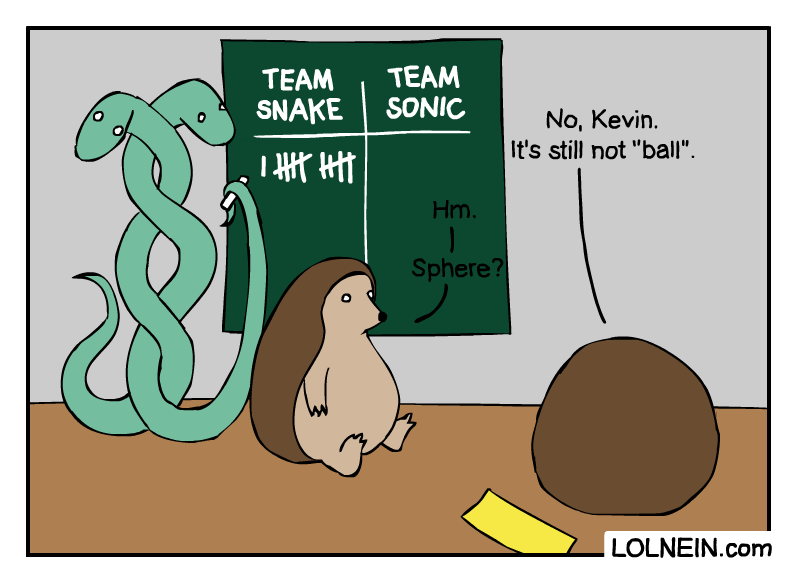 TEAM
SNAKE
TEAM
SONIC
No, Kevin.
It's still not "ball".
Hm.
Sphere?
LOLNEIN.com